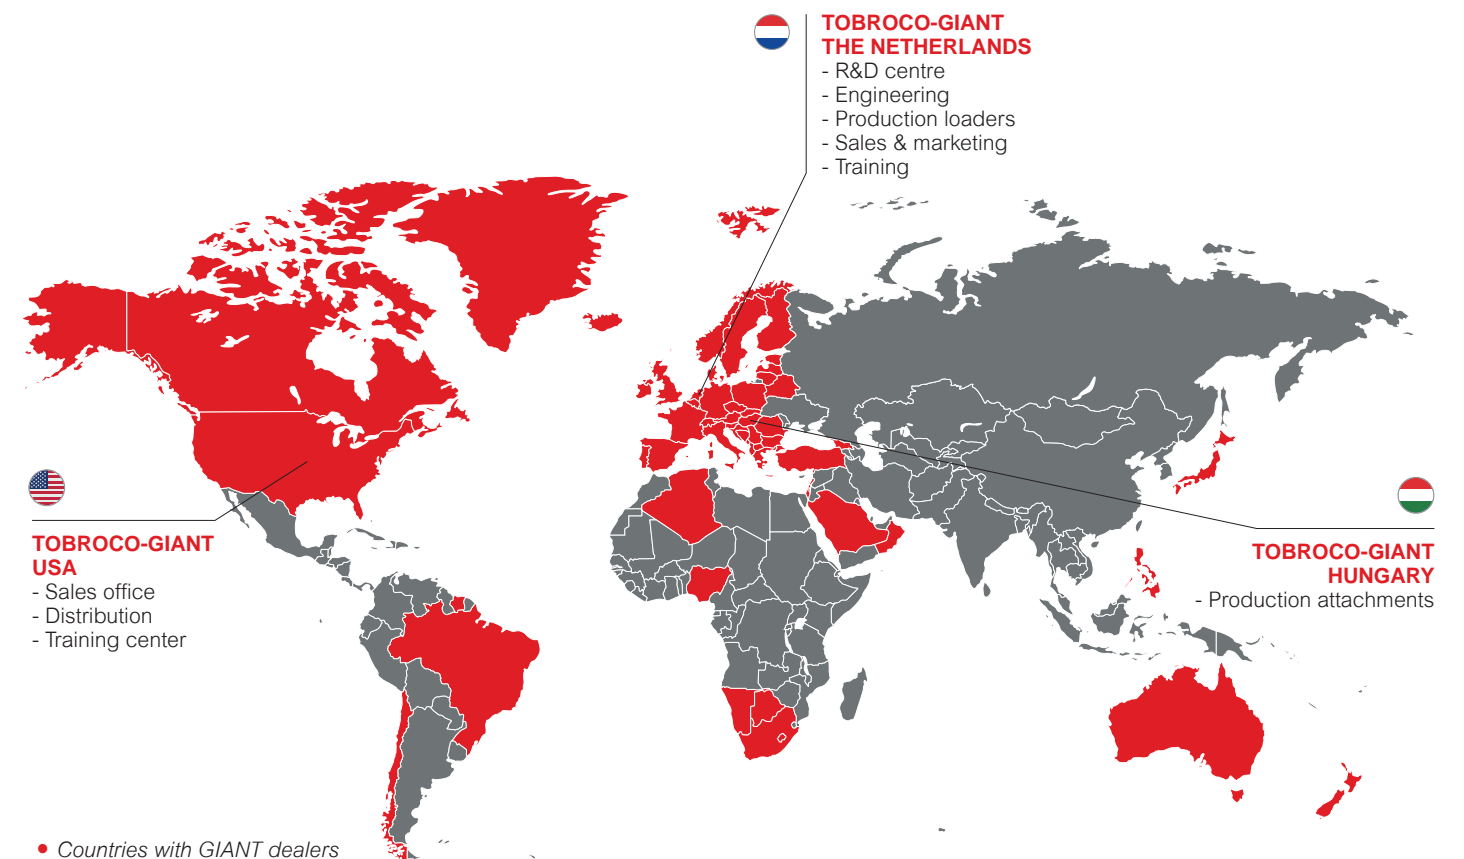 TOBROCO-GIANT
THE NETHERLANDS
- R&D centre
- Engineering
- Production loaders
- Sales & marketing
- Training
TOBROCO-GIANT
USA
- Sales office
- Distribution
- Training center
TOBROCO-GIANT
HUNGARY
- Production attachments
• Countries with GIANT dealers